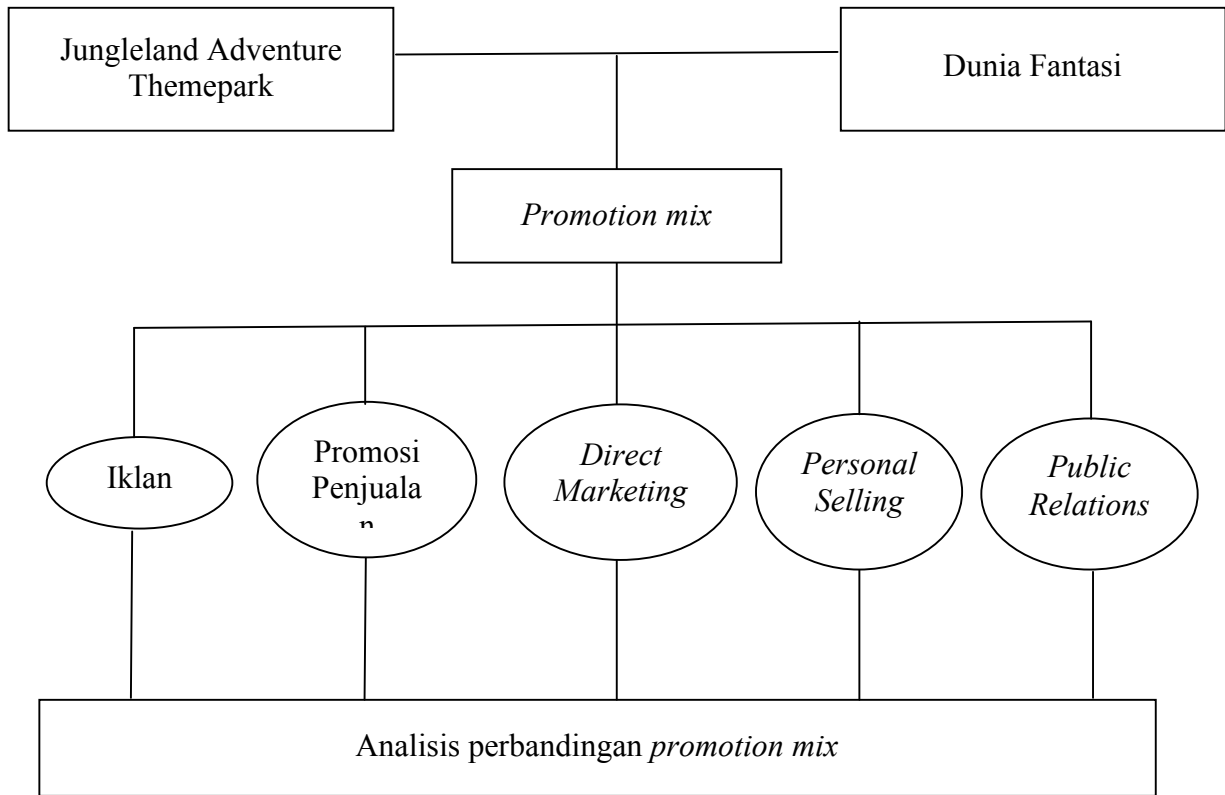 Jungleland Adventure
Themepark
Dunia Fantasi
Promotion mix
Iklan
Promosi
Penjuala
n
Direct
Marketing
Personal
Selling
Public
Relations
Analisis perbandingan promotion mix